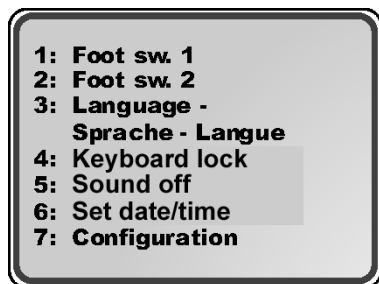 1: Foot sw. 1
2: Foot sw. 2
3: Language -
Sprache - Langue
4: Keyboard lock
5: Sound off
6: Set date/time
7: Configuration